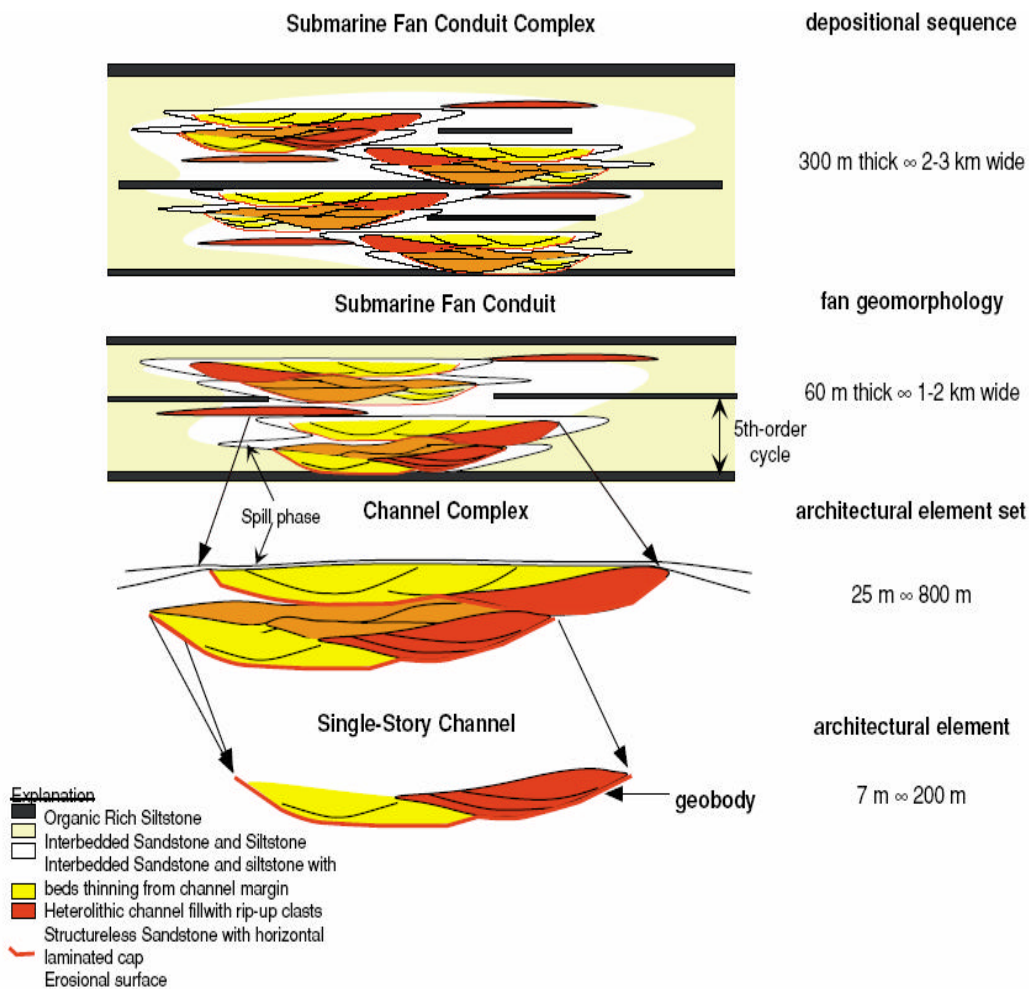 Submarine Fan Conduit Complex
depositional sequence
300 m thick ∞ 2-3 km wide
Submarine Fan Conduit
fan geomorphology
60 m thick ∞ 1-2 km wide
5th-order
cycle
Spill phase
Channel Complex
architectural element set
25 m ∞ 800 m
Single-Story Channel
architectural element
7 m ∞ 200 m
geobody
Explanation
Organic Rich Siltstone
Interbedded Sandstone and Siltstone
Interbedded Sandstone and siltstone with
beds thinning from channel margin
Heterolithic channel fillwith rip-up clasts
Structureless Sandstone with horizontal
laminated cap
Erosional surface